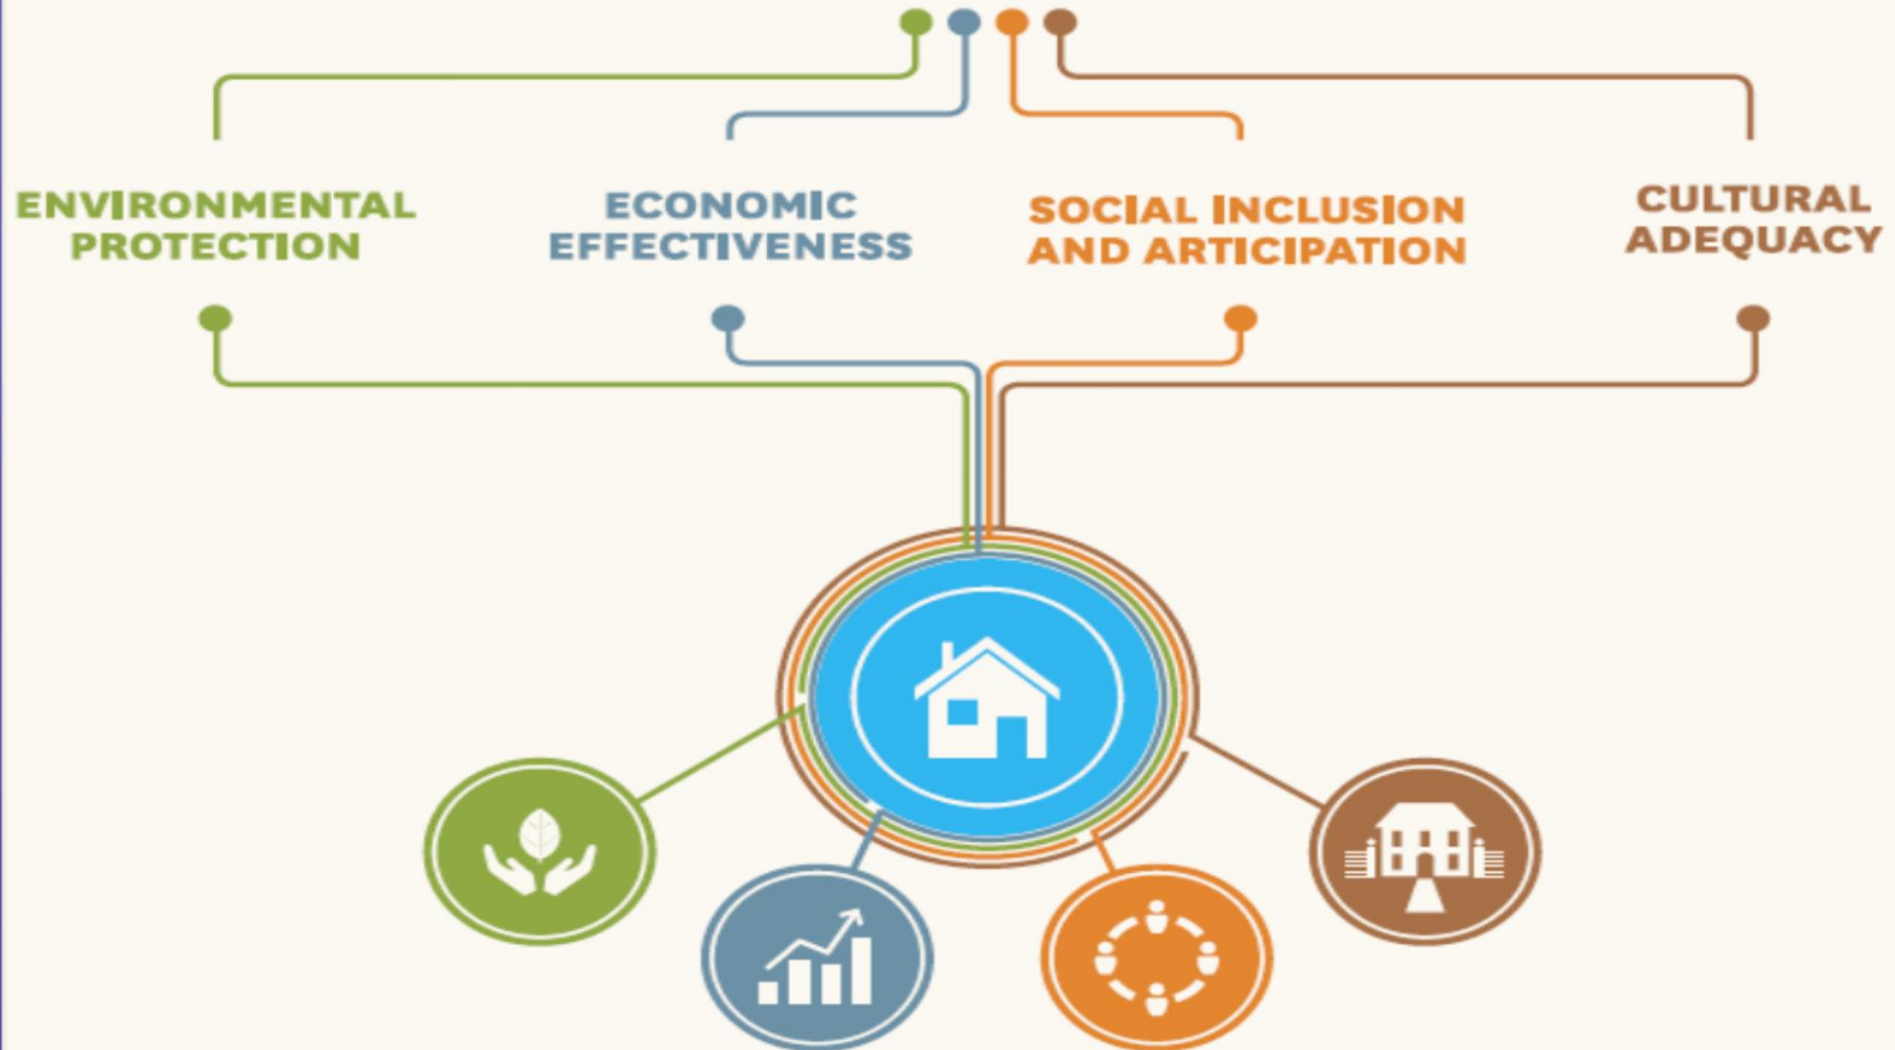 ENVIRONMENTAL
PROTECTION
ECONOMIC
EFFECTIVENESS
SOCIAL INCLUSION
AND ARTICIPATION
CULTURAL
ADEQUACY